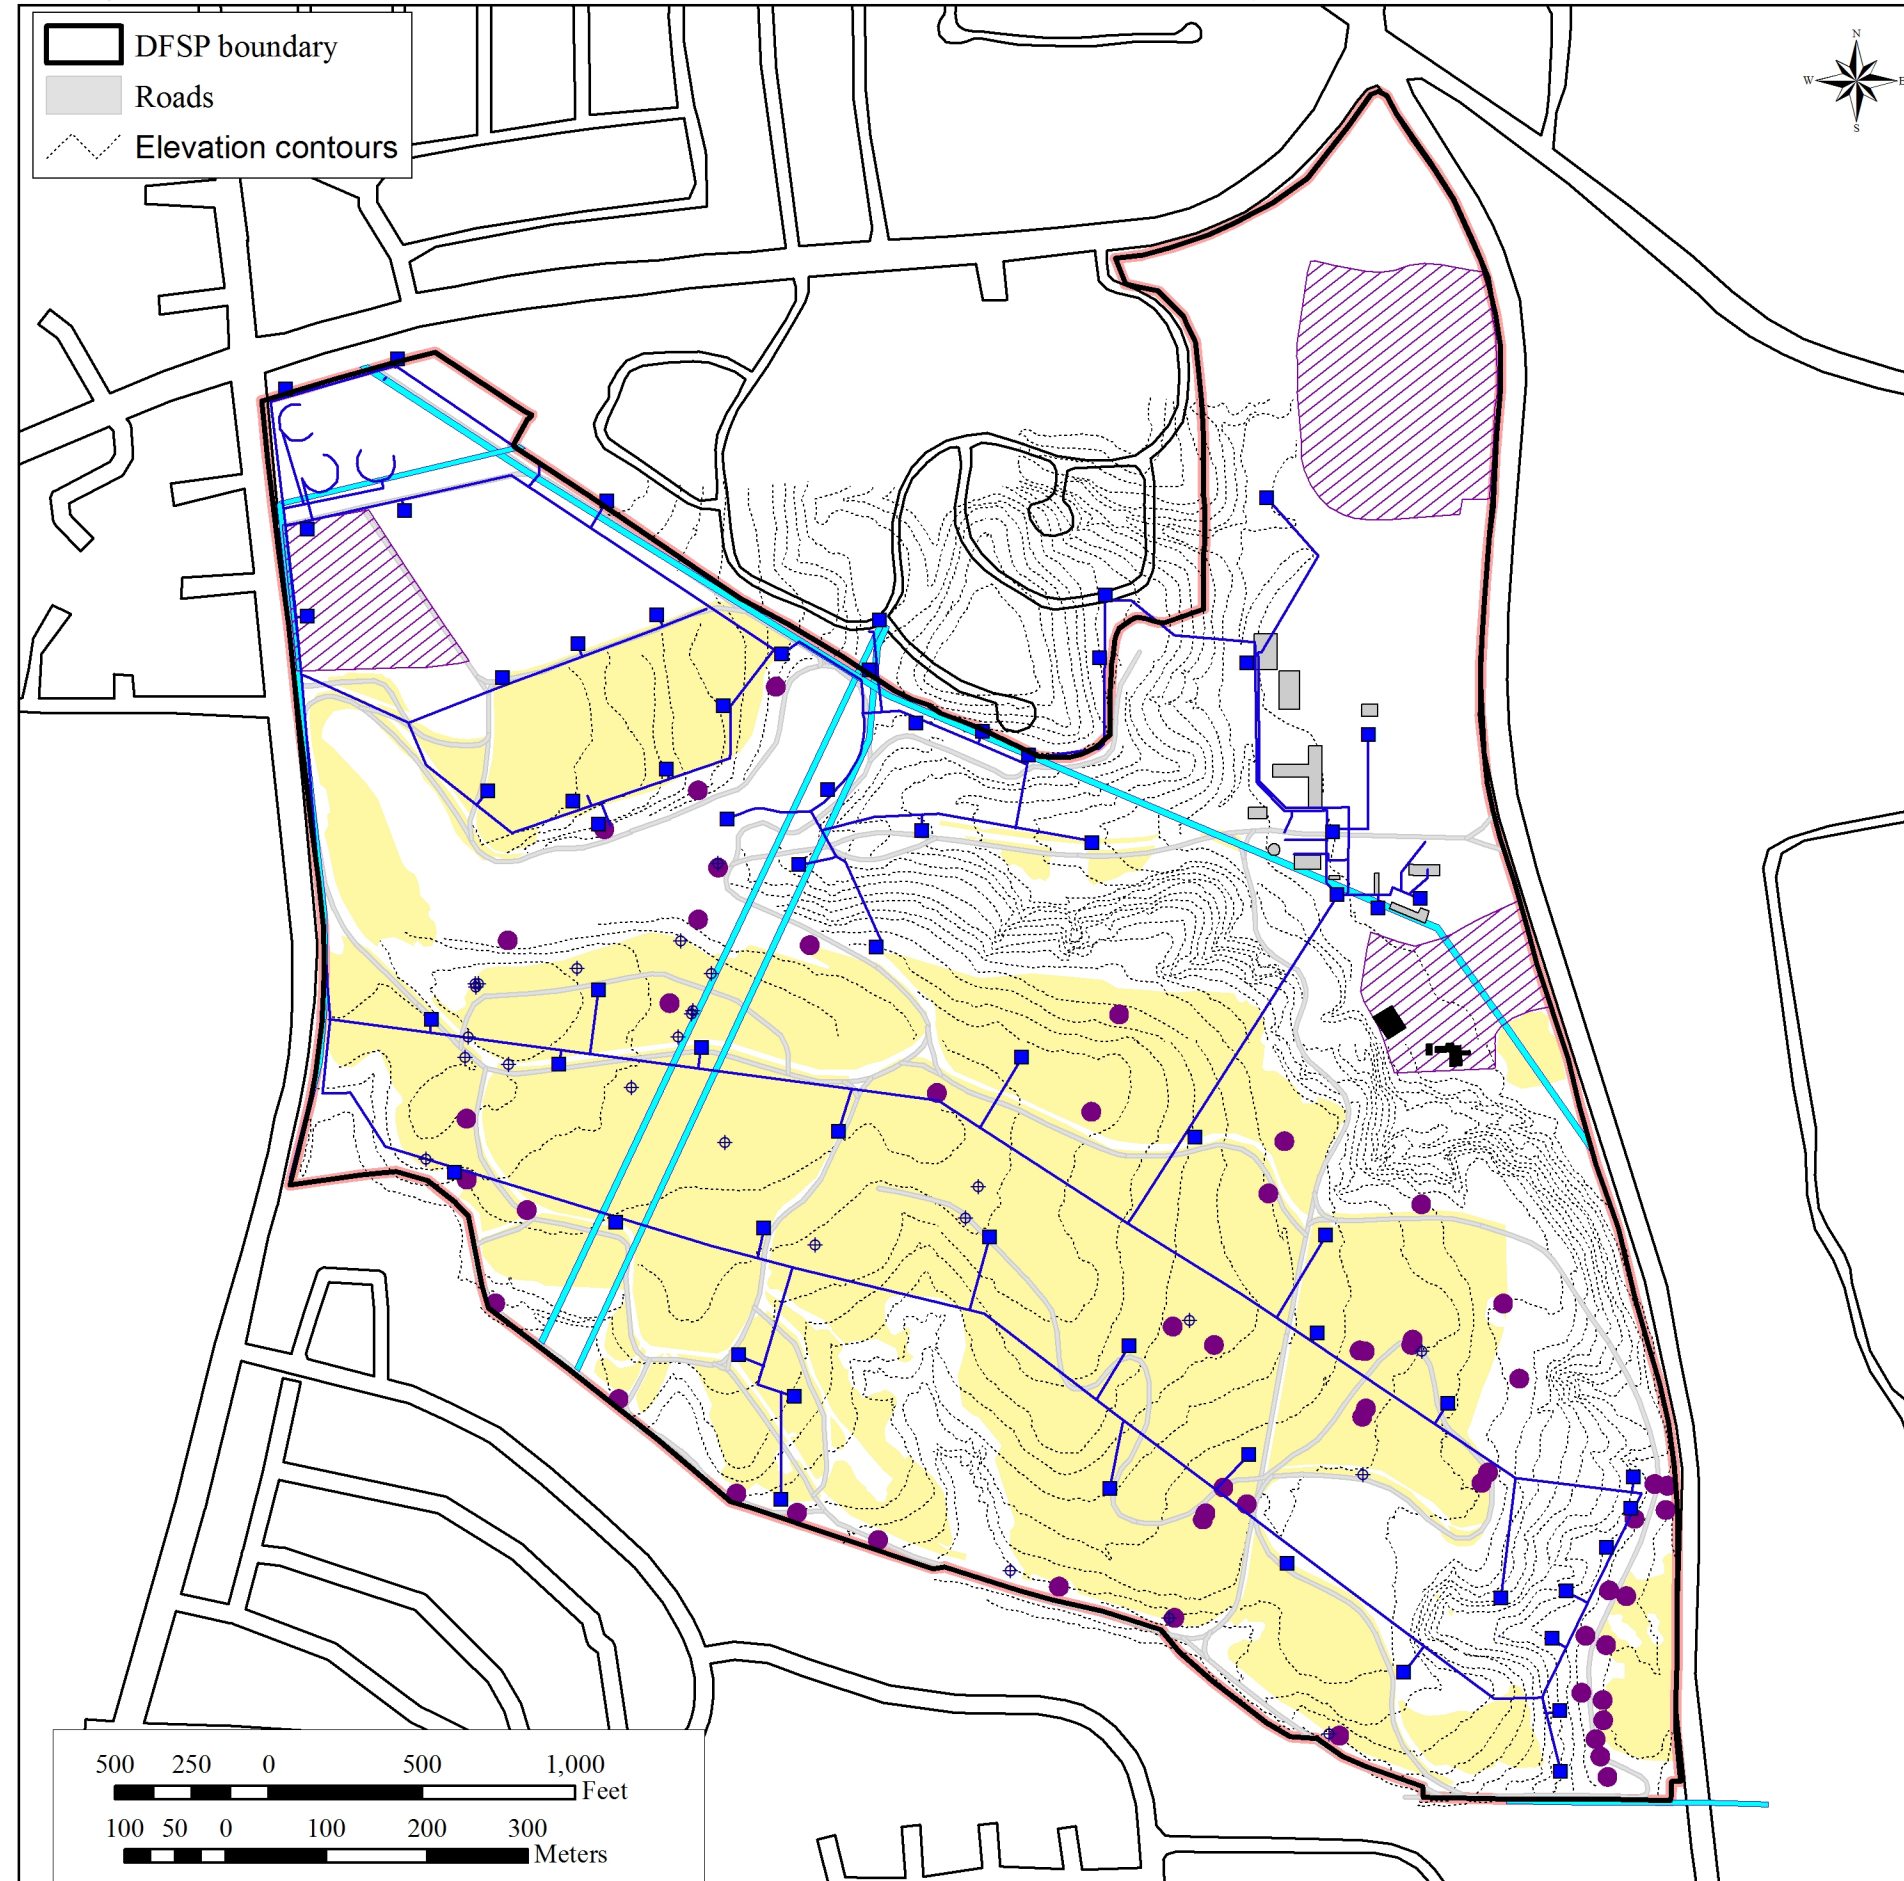 DFSP boundary
Roads
Elevation contours
N
W E
S
500 250 0 500 1,000
Feet
100 50 0 100 200 300
Meters